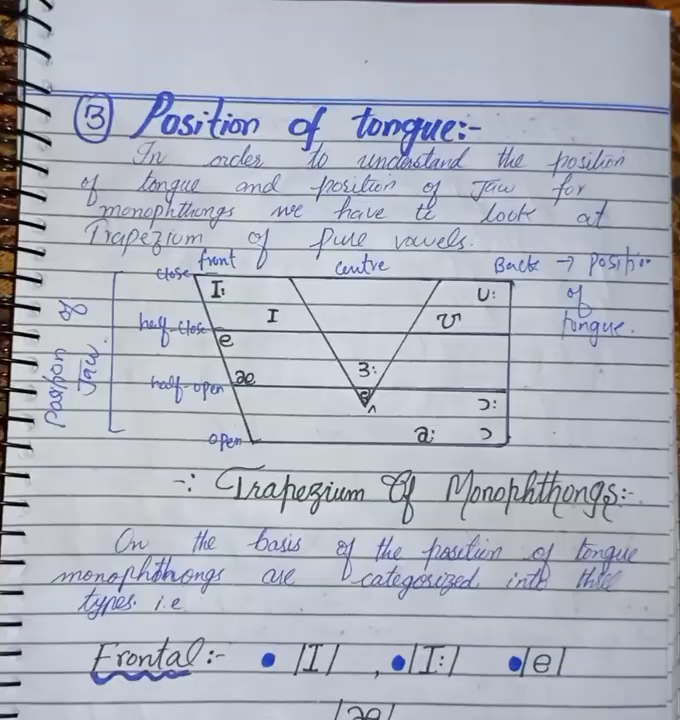 ③ Position of tongue:-
In order to understand the position
of tongue and position of Jaw for
monophthongs we have to look at
Trapezium of pure vowels.
front centre Back → position
of
tongue.
close
I: U:
I ʊ
half-close
e
ɜ:
half-open
æ
ə
ʌ
ɔ:
open
a: ɔ
Position of
Jaw.
-: Trapezium Of Monophthongs:-
On the basis of the position of tongue
monophthongs are categorized into three
types. i.e
Frontal:- • /I/ , • /I:/ • /e/
/æ/